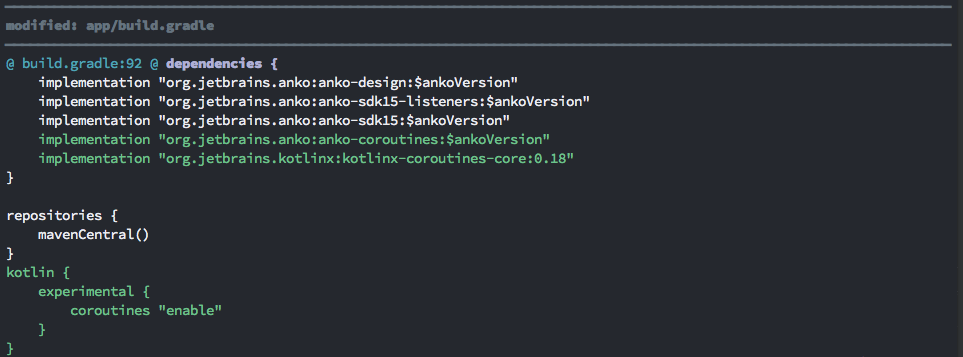 modified: app/build.gradle
@ build.gradle:92 @ dependencies {
    implementation "org.jetbrains.anko:anko-design:$ankoVersion"
    implementation "org.jetbrains.anko:anko-sdk15-listeners:$ankoVersion"
    implementation "org.jetbrains.anko:anko-sdk15:$ankoVersion"
    implementation "org.jetbrains.anko:anko-coroutines:$ankoVersion"
    implementation "org.jetbrains.kotlinx:kotlinx-coroutines-core:0.18"
}
repositories {
    mavenCentral()
}
kotlin {
    experimental {
        coroutines "enable"
    }
}